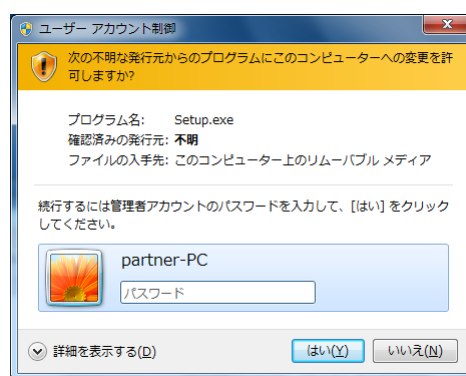 ユーザー アカウント制御
次の不明な発行元からのプログラムにこのコンピューターへの変更を許
可しますか?
プログラム名: Setup.exe
確認済みの発行元: 不明
ファイルの入手先: このコンピューター上のリムーバブル メディア
続行するには管理者アカウントのパスワードを入力して、[はい] をクリック
してください。
partner-PC
パスワード
詳細を表示する(D)
はい(Y)
いいえ(N)